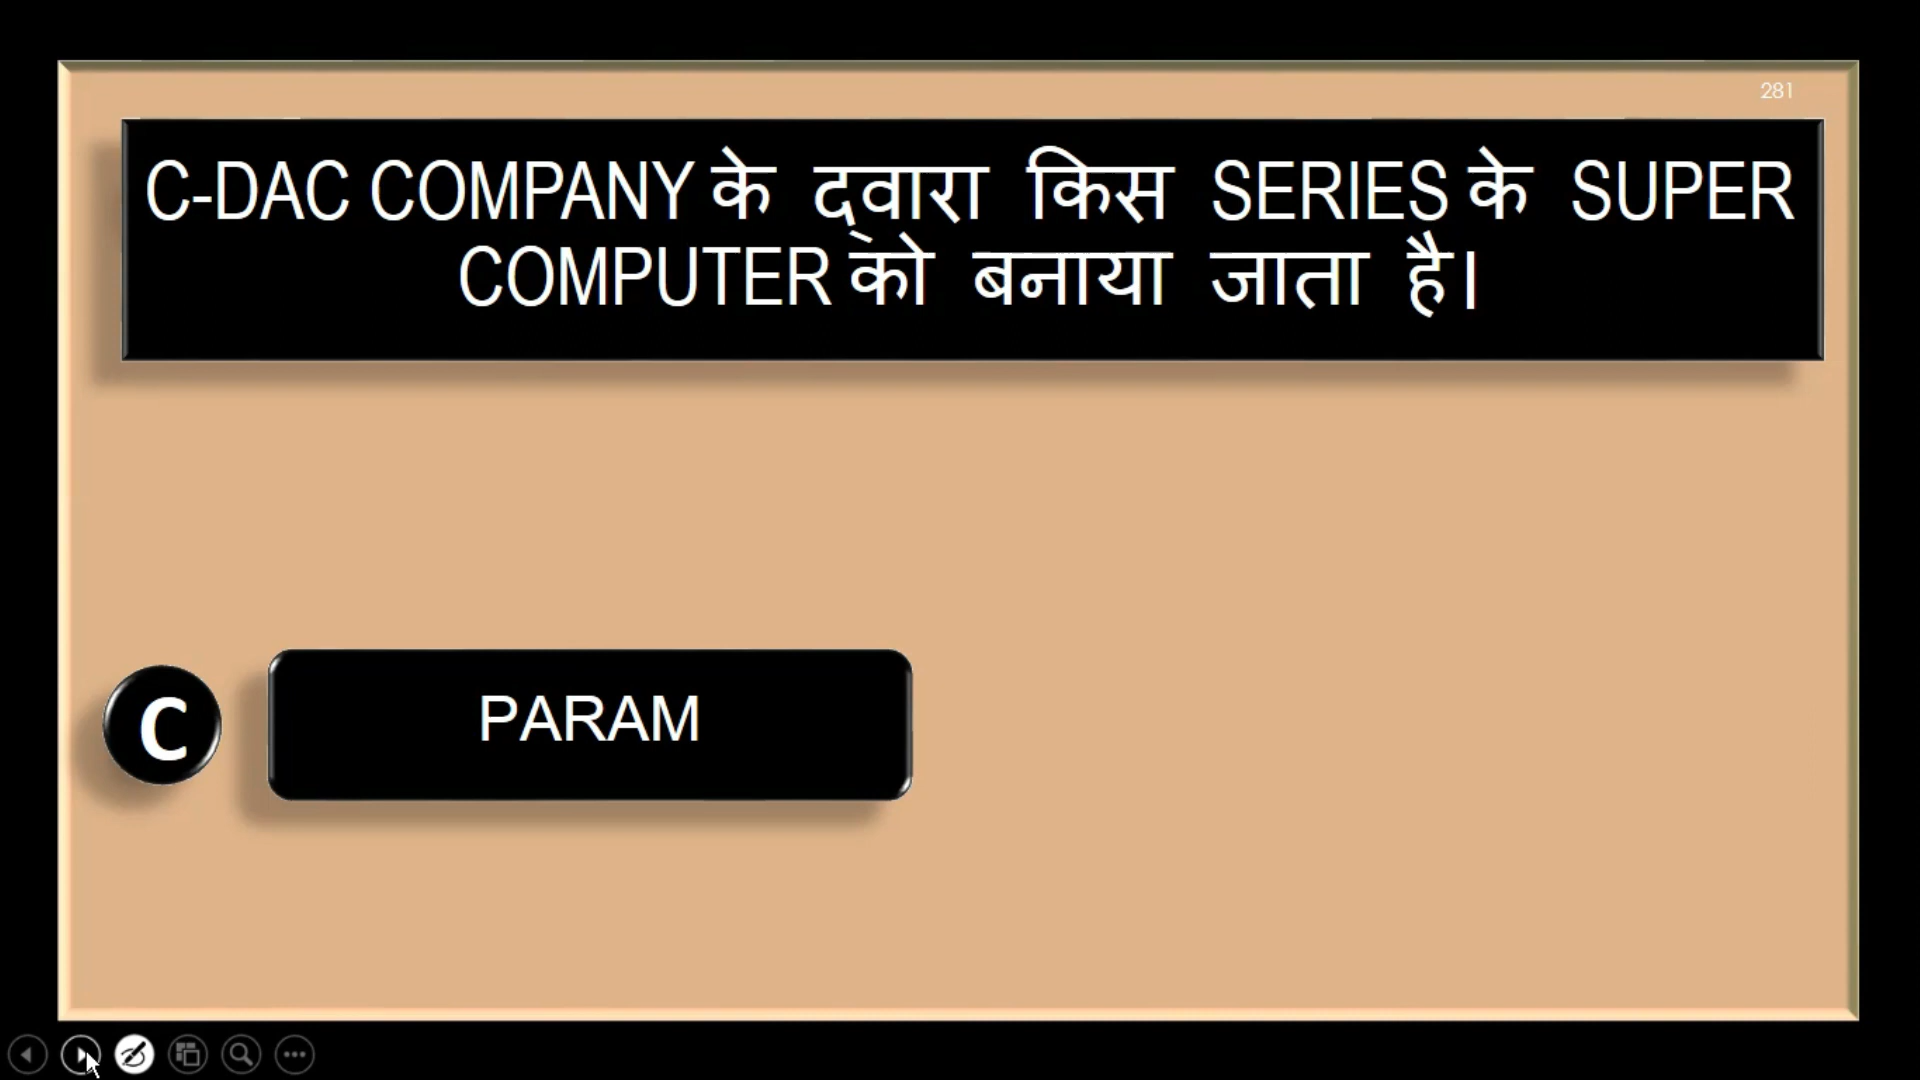 281
C-DAC COMPANY के द्वारा किस SERIES के SUPER
COMPUTER को बनाया जाता है।
C
PARAM